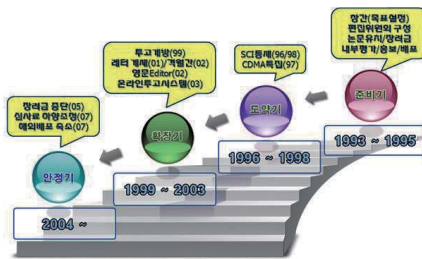 창간(목표설정)
편집위원회 구성
논문유치/장려금
내부평가/홍보/배포
준비기
1993 ~ 1995
SCI등재(96/98)
CDMA특집(97)
도약기
1996 ~ 1998
투고개방(99)
레터 개제(01)/격월간(02)
영문Editor(02)
온라인투고시스템(03)
확장기
1999 ~ 2003
장려금 중단(05)
심사료 하향조정(07)
해외배포 축소(07)
안정기
2004 ~